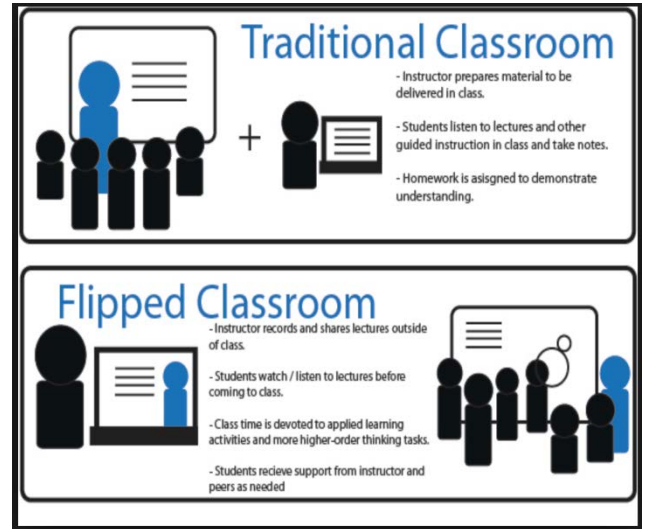 Traditional Classroom
- Instructor prepares material to be
delivered in class.
- Students listen to lectures and other
guided instruction in class and take notes.
- Homework is asisgned to demonstrate
understanding.
Flipped Classroom
- Instructor records and shares lectures outside
of class.
- Students watch / listen to lectures before
coming to class.
- Class time is devoted to applied learning
activities and more higher-order thinking tasks.
- Students recieve support from instructor and
peers as needed